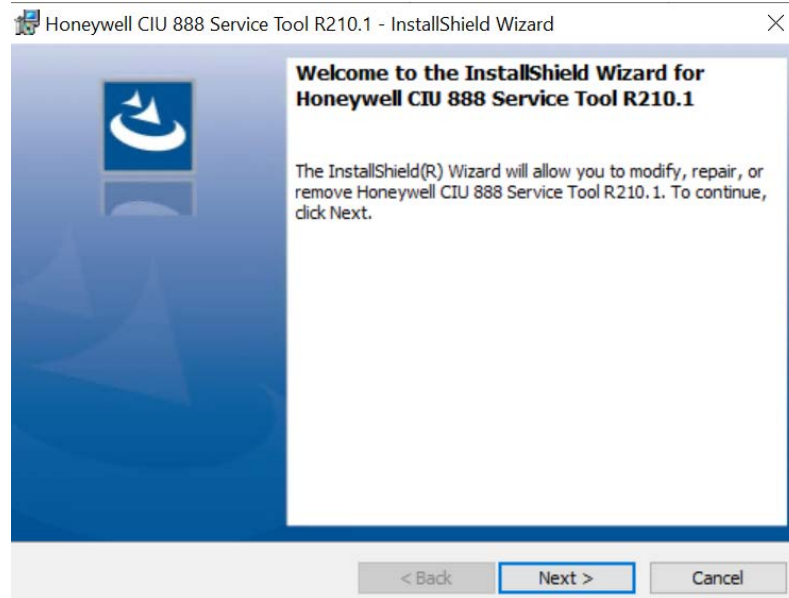 Honeywell CIU 888 Service Tool R210.1 - InstallShield Wizard
Welcome to the InstallShield Wizard for
Honeywell CIU 888 Service Tool R210.1
The InstallShield(R) Wizard will allow you to modify, repair, or
remove Honeywell CIU 888 Service Tool R210.1. To continue,
click Next.
< Back Next > Cancel